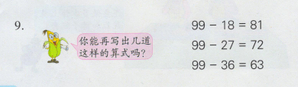 9.
你能再写出几道
这样的算式吗？
99 − 18 = 81
99 − 27 = 72
99 − 36 = 63